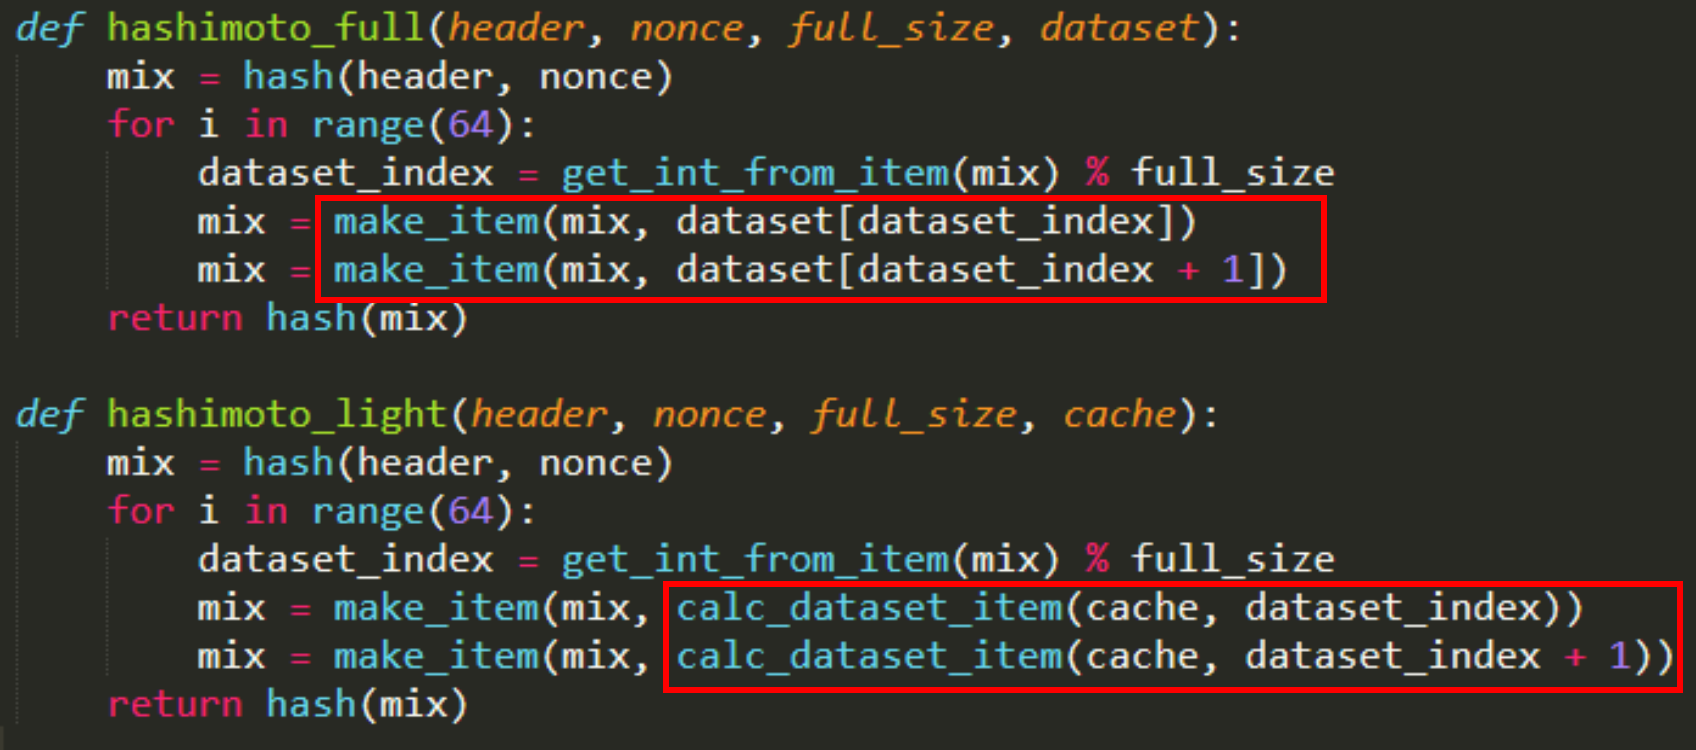 def hashimoto_full(header, nonce, full_size, dataset):
    mix = hash(header, nonce)
    for i in range(64):
        dataset_index = get_int_from_item(mix) % full_size
        mix = make_item(mix, dataset[dataset_index])
        mix = make_item(mix, dataset[dataset_index + 1])
    return hash(mix)

def hashimoto_light(header, nonce, full_size, cache):
    mix = hash(header, nonce)
    for i in range(64):
        dataset_index = get_int_from_item(mix) % full_size
        mix = make_item(mix, calc_dataset_item(cache, dataset_index))
        mix = make_item(mix, calc_dataset_item(cache, dataset_index + 1))
    return hash(mix)